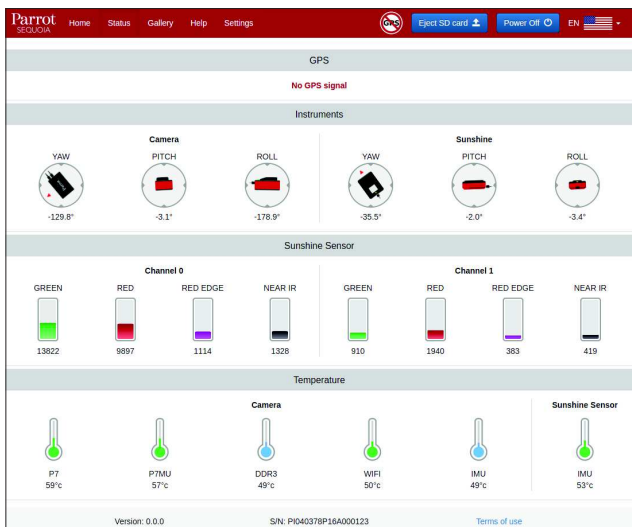 Parrot SEQUOIA Home Status Gallery Help Settings GPS Eject SD card Power Off EN
GPS
No GPS signal
Instruments
Camera Sunshine
YAW PITCH ROLL YAW PITCH ROLL
-129.8° -3.1° -178.9° -35.5° -2.0° -3.4°
Sunshine Sensor
Channel 0 Channel 1
GREEN RED RED EDGE NEAR IR GREEN RED RED EDGE NEAR IR
13822 9897 1114 1328 910 1940 383 419
Temperature
Camera Sunshine Sensor
P7 P7MU DDR3 WIFI IMU IMU
59°c 57°c 49°c 50°c 49°c 53°c
Version: 0.0.0 S/N: PI040378P16A000123 Terms of use